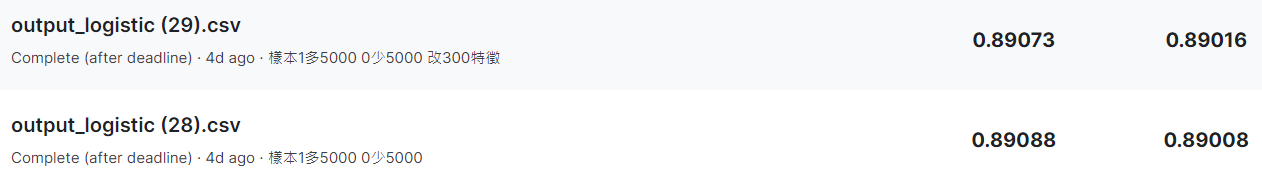 output_logistic (29).csv
Complete (after deadline) · 4d ago · 樣本1多5000 0少5000 改300特徵
0.89073 0.89016
output_logistic (28).csv
Complete (after deadline) · 4d ago · 樣本1多5000 0少5000
0.89088 0.89008